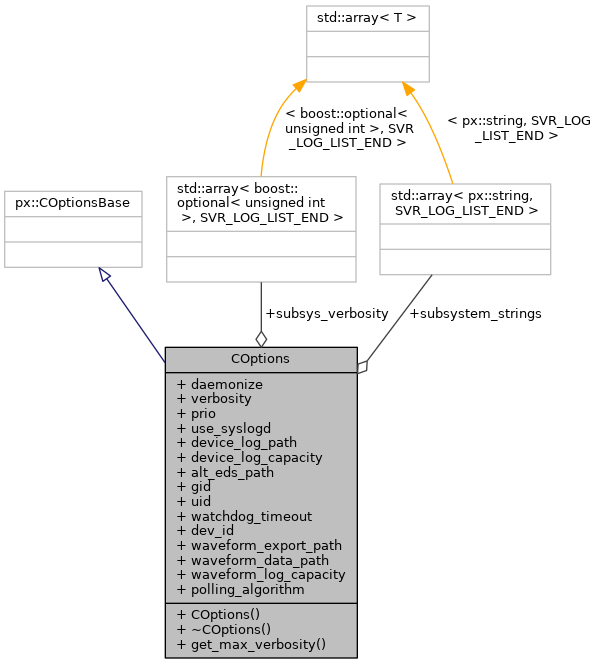 std::array< T >
< boost::optional<
unsigned int >, SVR
_LOG_LIST_END >
< px::string, SVR_LOG
_LIST_END >
px::COptionsBase
std::array< boost::
optional< unsigned int
>, SVR_LOG_LIST_END >
std::array< px::string,
SVR_LOG_LIST_END >
+subsys_verbosity
+subsystem_strings
COptions
+ daemonize
+ verbosity
+ prio
+ use_syslogd
+ device_log_path
+ device_log_capacity
+ alt_eds_path
+ gid
+ uid
+ watchdog_timeout
+ dev_id
+ waveform_export_path
+ waveform_data_path
+ waveform_log_capacity
+ polling_algorithm
+ COptions()
+ ~COptions()
+ get_max_verbosity()